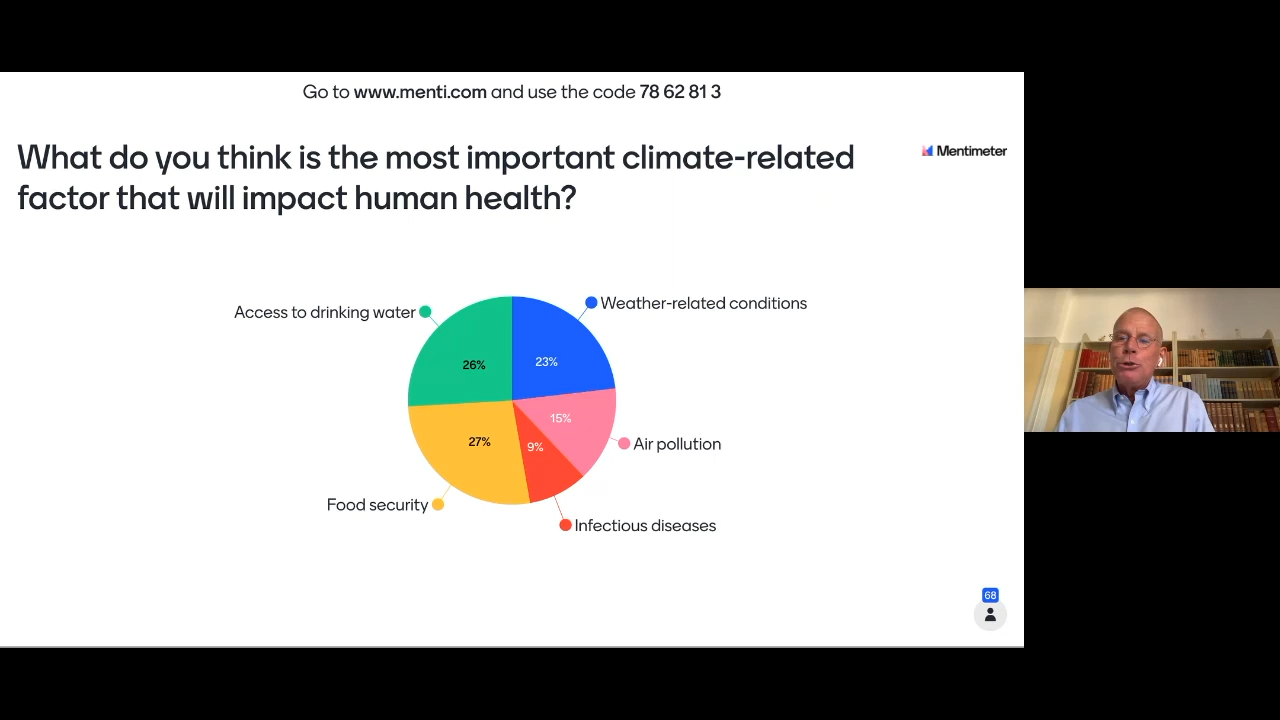 Go to www.menti.com and use the code 78 62 81 3
What do you think is the most important climate-related
factor that will impact human health?
Mentimeter
Access to drinking water
Weather-related conditions
26%
23%
15%
27%
9%
Air pollution
Food security
Infectious diseases
68